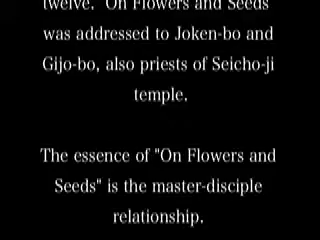 twelve. "On Flowers and Seeds"
was addressed to Joken-bo and
Gijo-bo, also priests of Seicho-ji
temple.
The essence of "On Flowers and
Seeds" is the master-disciple
relationship.